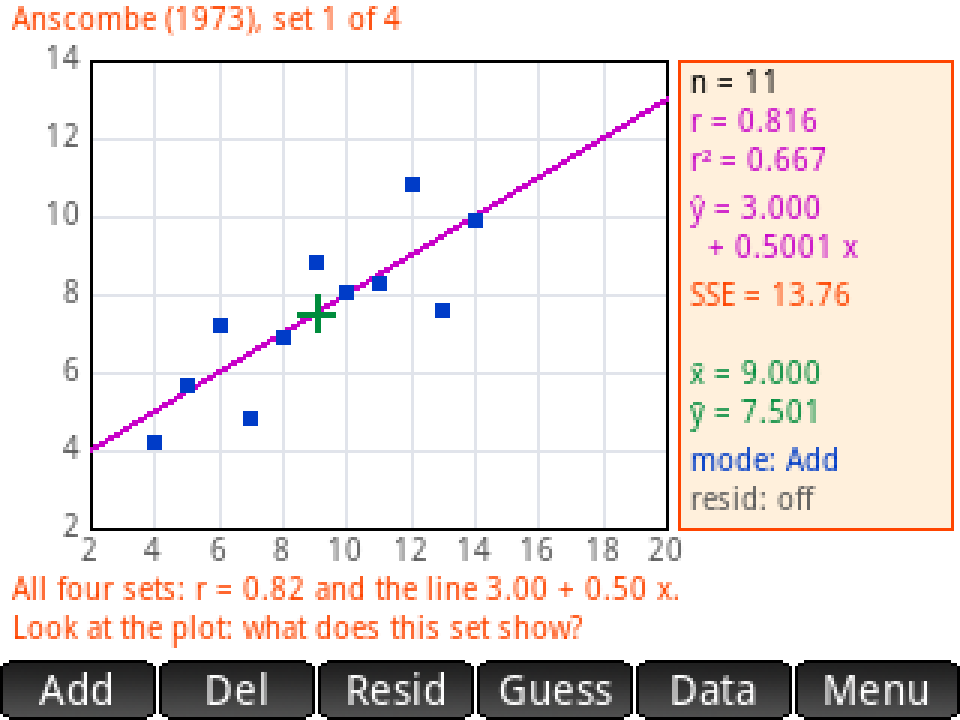 Anscombe (1973), set 1 of 4
14
12
10
8
6
4
2
2 4 6 8 10 12 14 16 18 20
n = 11
r = 0.816
r² = 0.667
ŷ = 3.000
+ 0.5001 x
SSE = 13.76
x̄ = 9.000
ȳ = 7.501
mode: Add
resid: off
All four sets: r = 0.82 and the line 3.00 + 0.50 x.
Look at the plot: what does this set show?
Add Del Resid Guess Data Menu